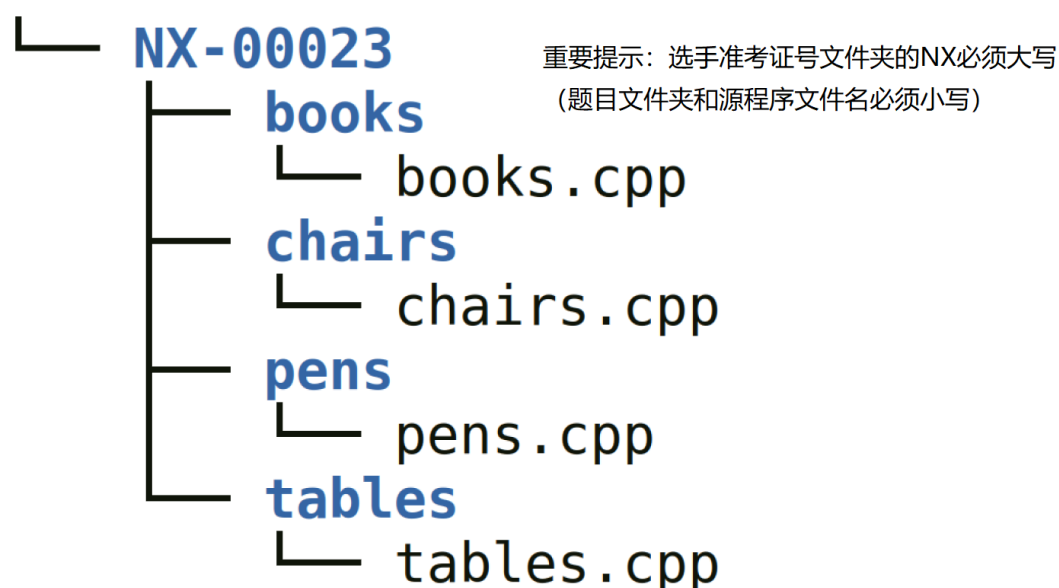 NX-00023
重要提示：选手准考证号文件夹的NX必须大写
（题目文件夹和源程序文件名必须小写）
books
books.cpp
chairs
chairs.cpp
pens
pens.cpp
tables
tables.cpp